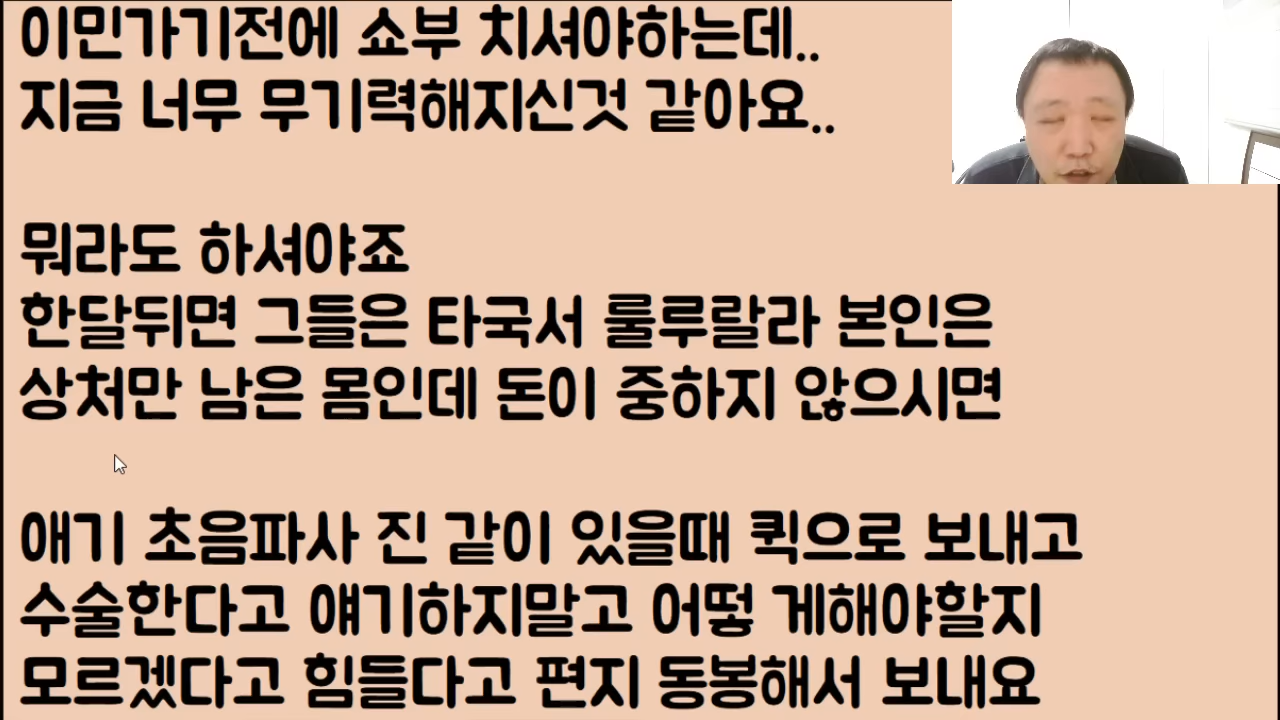 이민가기전에 쇼부 치셔야하는데..
지금 너무 무기력해지신것 같아요..
뭐라도 하셔야죠
한달뒤면 그들은 타국서 룰루랄라 본인은
상처만 남은 몸인데 돈이 중하지 않으시면
애기 초음파사 진 같이 있을때 퀵으로 보내고
수술한다고 얘기하지말고 어떻 게해야할지
모르겠다고 힘들다고 편지 동봉해서 보내요